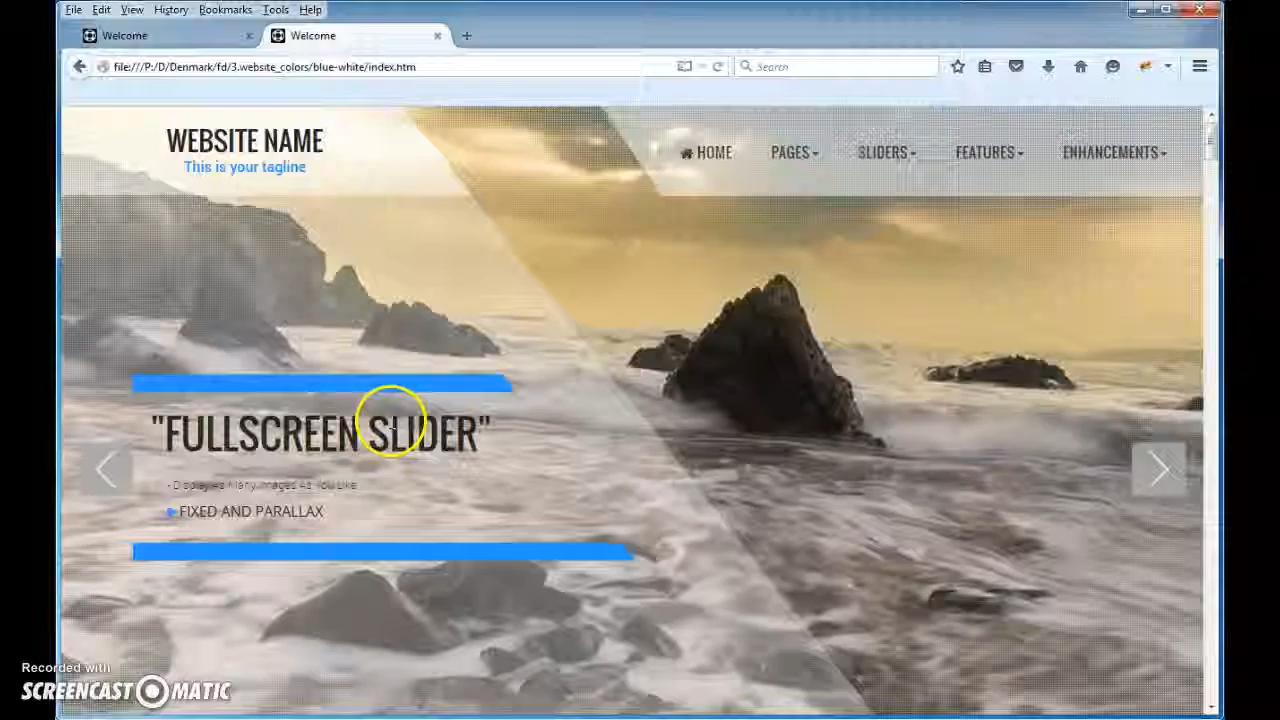 File Edit View History Bookmarks Tools Help
Welcome
Welcome
file:///P:/D/Denmark/fd/3.website_colors/blue-white/index.htm
Search
WEBSITE NAME
This is your tagline
HOME PAGES SLIDERS FEATURES ENHANCEMENTS
"FULLSCREEN SLIDER"
- Display As Many Images As You Like
FIXED AND PARALLAX
Recorded with
SCREENCAST MATIC